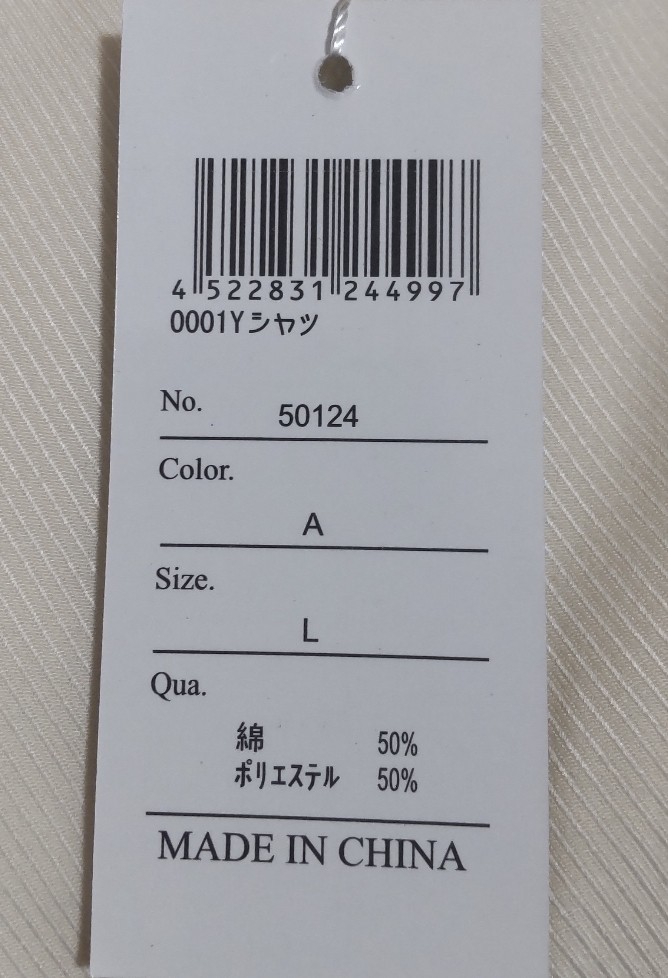 4 522831 244997
0001Yシャツ
No. 50124
Color.
A
Size.
L
Qua.
綿 50%
ポリエステル 50%
MADE IN CHINA